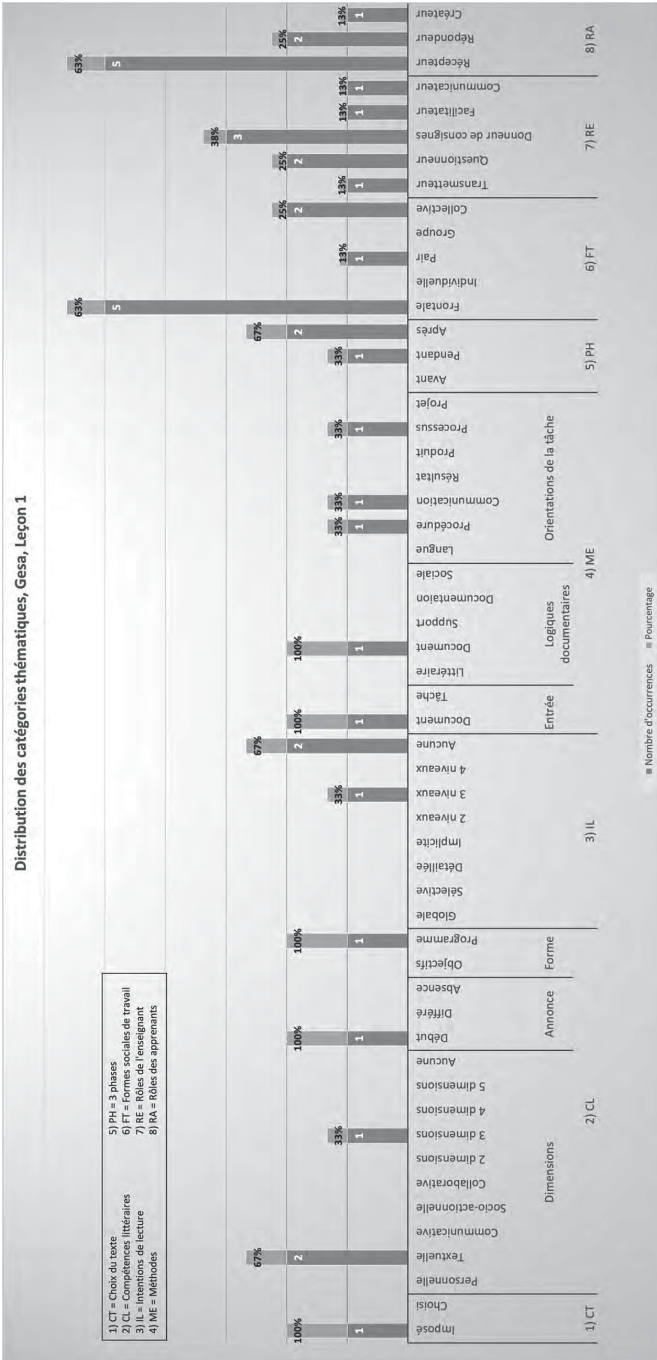 Distribution des catégories thématiques, Gesa, Leçon 1
1) CT = Choix du texte
2) CL = Compétences littéraires
3) IL = Intentions de lecture
4) ME = Méthodes
5) PH = 3 phases
6) FT = Formes sociales de travail
7) RE = Rôles de l'enseignant
8) RA = Rôles des apprenants
100% 67% 33% 100% 100% 33% 67% 100% 100% 33% 33% 33% 33% 67% 63% 13% 25% 13% 25% 38% 13% 13% 63% 25% 13%
1 2 1 1 1 1 2 1 1 1 1 1 1 2 5 1 2 1 2 3 1 1 5 2 1
Imposé
Choisi
Personnelle
Textuelle
Communicative
Socio-actionnelle
Collaborative
2 dimensions
3 dimensions
4 dimensions
5 dimensions
Aucune
Début
Différé
Absence
Objectifs
Programme
Globale
Sélective
Détaillée
Implicite
2 niveaux
3 niveaux
4 niveaux
Aucune
Document
Tâche
Littéraire
Document
Support
Documentaion
Sociale
Langue
Procédure
Communication
Résultat
Produit
Processus
Projet
Avant
Pendant
Après
Frontale
Individuelle
Pair
Groupe
Collective
Transmetteur
Questionneur
Donneur de consignes
Facilitateur
Communicateur
Récepteur
Répondeur
Créateur
Dimensions
Annonce
Forme
Entrée
Logiques
documentaires
Orientations de la tâche
1) CT
2) CL
3) IL
4) ME
5) PH
6) FT
7) RE
8) RA
Nombre d'occurrences
Pourcentage